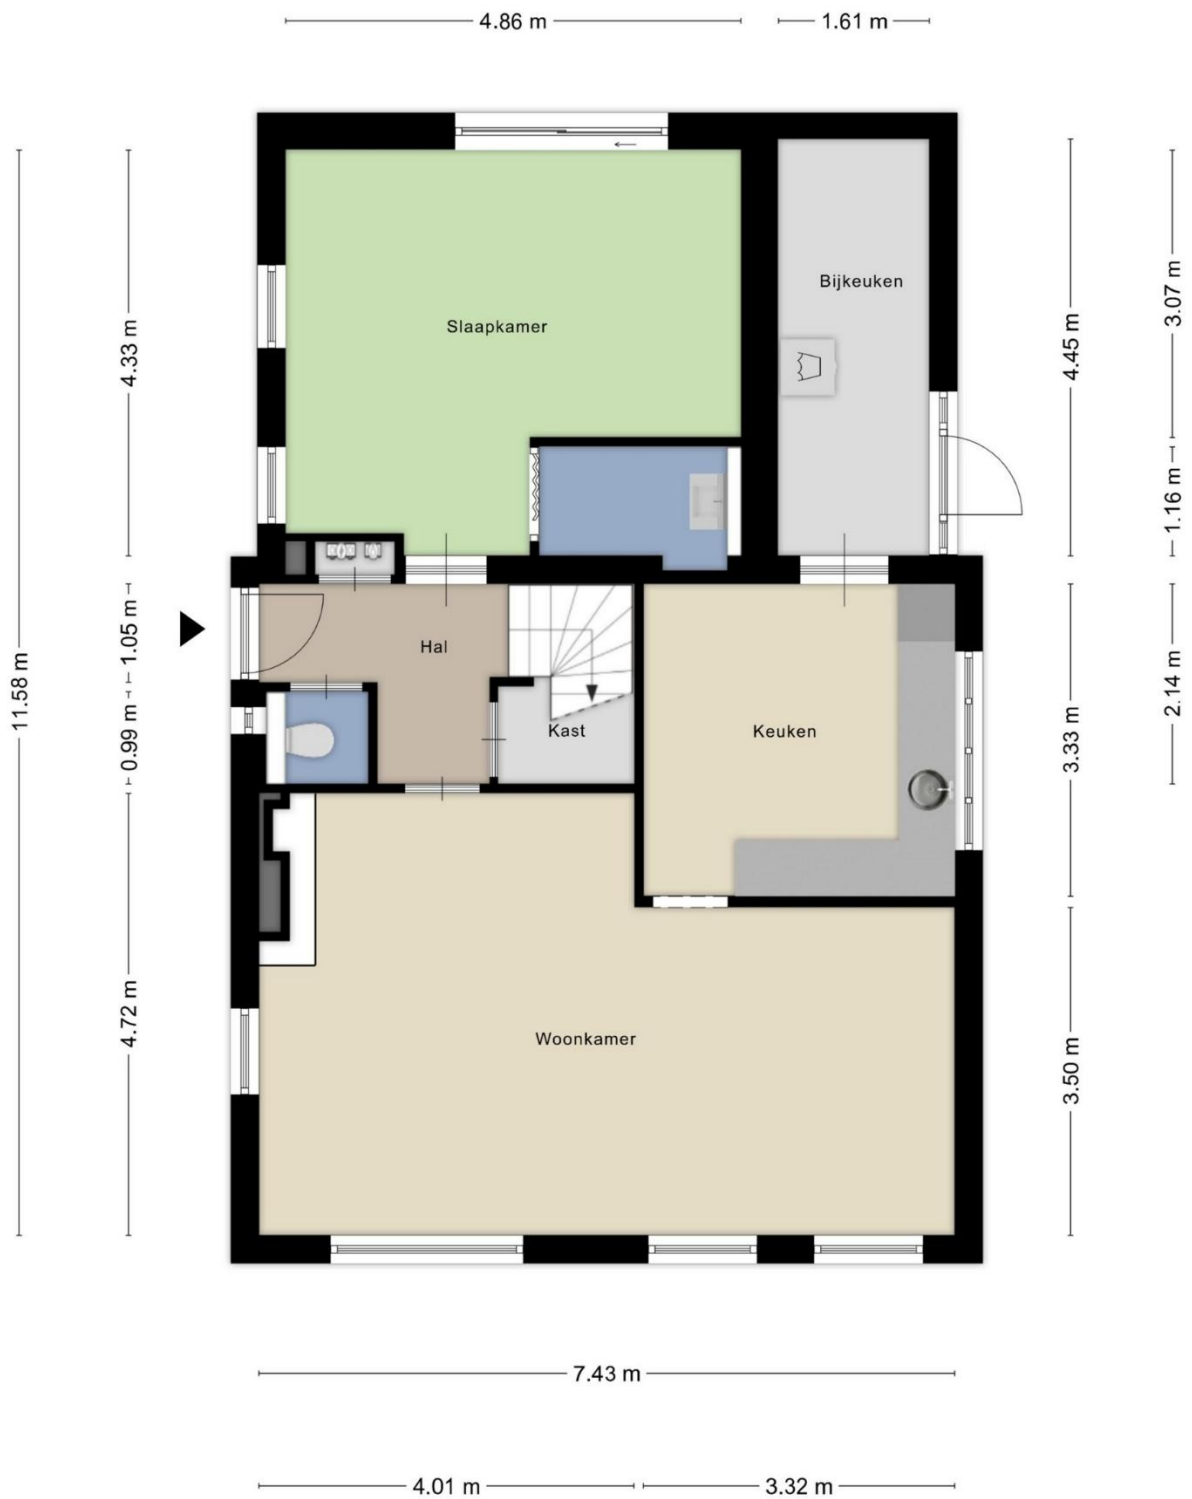 4.86 m
1.61 m
Bijkeuken
Slaapkamer
3.07 m
4.33 m
4.45 m
1.16 m
1.05 m
Hal
11.58 m
2.14 m
0.99 m
Kast
Keuken
3.33 m
4.72 m
Woonkamer
3.50 m
7.43 m
4.01 m
3.32 m